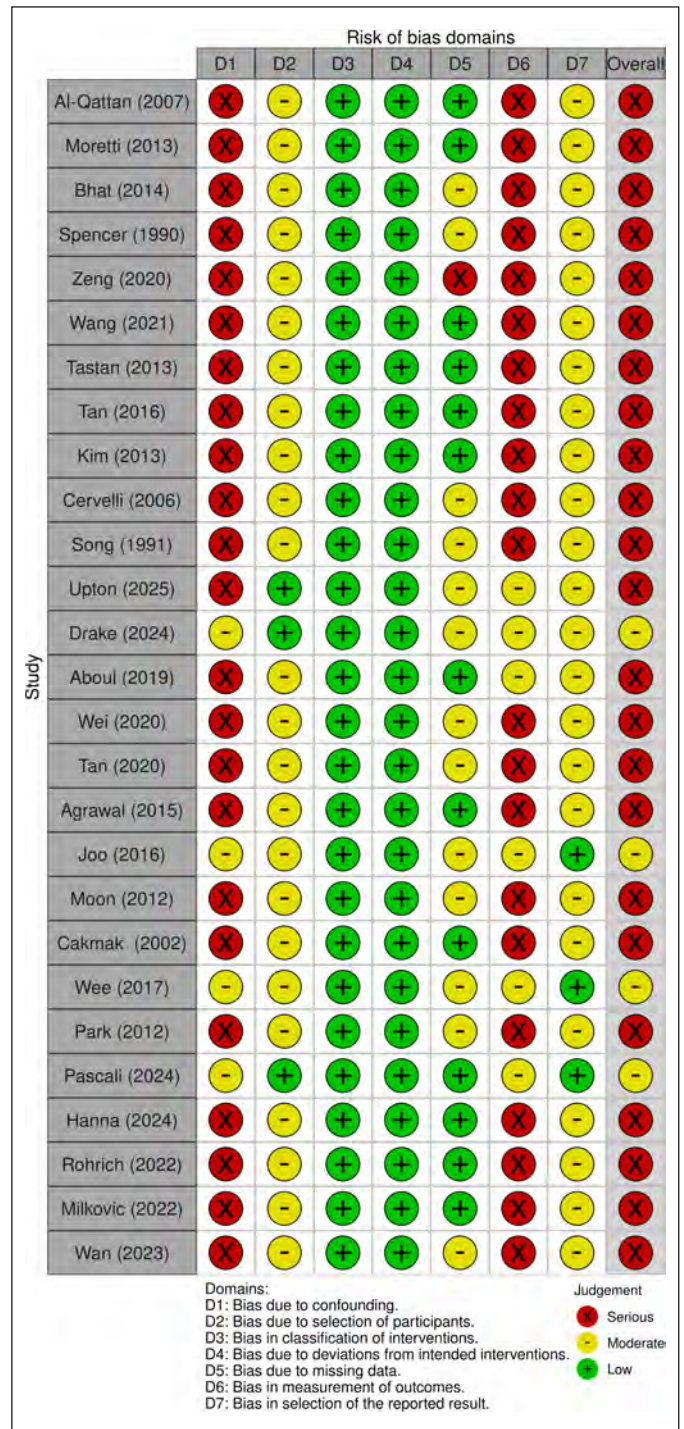 Risk of bias domains
D1 D2 D3 D4 D5 D6 D7 Overall
Study
Al-Qattan (2007) X - + + + X - X
Moretti (2013) X - + + + X - X
Bhat (2014) X - + + - X - X
Spencer (1990) X - + + - X - X
Zeng (2020) X - + + X X - X
Wang (2021) X - + + + X - X
Tastan (2013) X - + + + X - X
Tan (2016) X - + + + X - X
Kim (2013) X - + + + X - X
Cervelli (2006) X - + + - X - X
Song (1991) X - + + - X - X
Upton (2025) X + + + - - - X
Drake (2024) - + + + - - - -
Aboul (2019) X - + + + - - X
Wei (2020) X - + + - X - X
Tan (2020) X - + + - X - X
Agrawal (2015) X - + + + X - X
Joo (2016) - - + + - - + -
Moon (2012) X - + + - X - X
Cakmak (2002) X - + + + X - X
Wee (2017) - - + + - - + -
Park (2012) X - + + - X - X
Pascali (2024) - + + + + - + -
Hanna (2024) X - + + + X - X
Rohrich (2022) X - + + + X - X
Milkovic (2022) X - + + + X - X
Wan (2023) X - + + - X - X
Domains:
D1: Bias due to confounding.
D2: Bias due to selection of participants.
D3: Bias in classification of interventions.
D4: Bias due to deviations from intended interventions.
D5: Bias due to missing data.
D6: Bias in measurement of outcomes.
D7: Bias in selection of the reported result.
Judgement
X Serious
- Moderate
+ Low